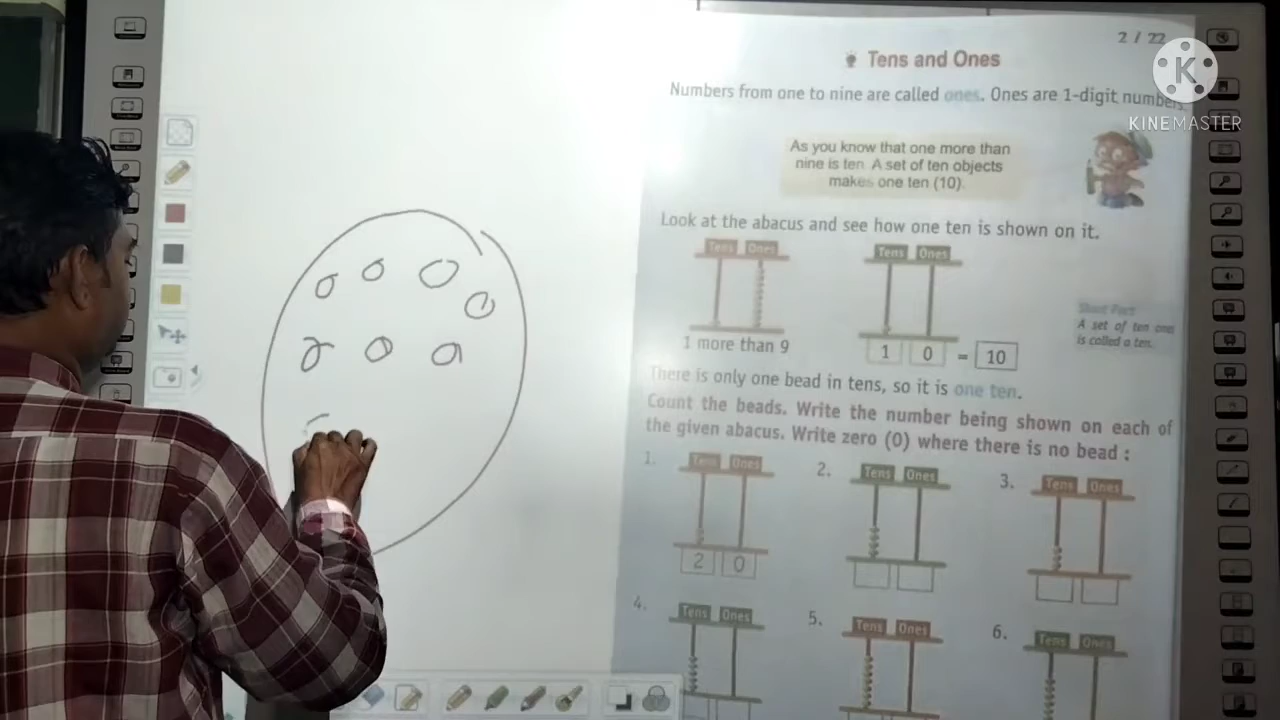 2 / 22
Tens and Ones
Numbers from one to nine are called ones. Ones are 1-digit numbers.
K
KINEMASTER
As you know that one more than
nine is ten. A set of ten objects
makes one ten (10).
Look at the abacus and see how one ten is shown on it.
Tens Ones
Tens Ones
1 more than 9
1 0 = 10
Smart Fact
A set of ten ones
is called a ten.
There is only one bead in tens, so it is one ten.
Count the beads. Write the number being shown on each of
the given abacus. Write zero (0) where there is no bead :
1. Tens Ones
2 0
2. Tens Ones
3. Tens Ones
4. Tens Ones
5. Tens Ones
6. Tens Ones